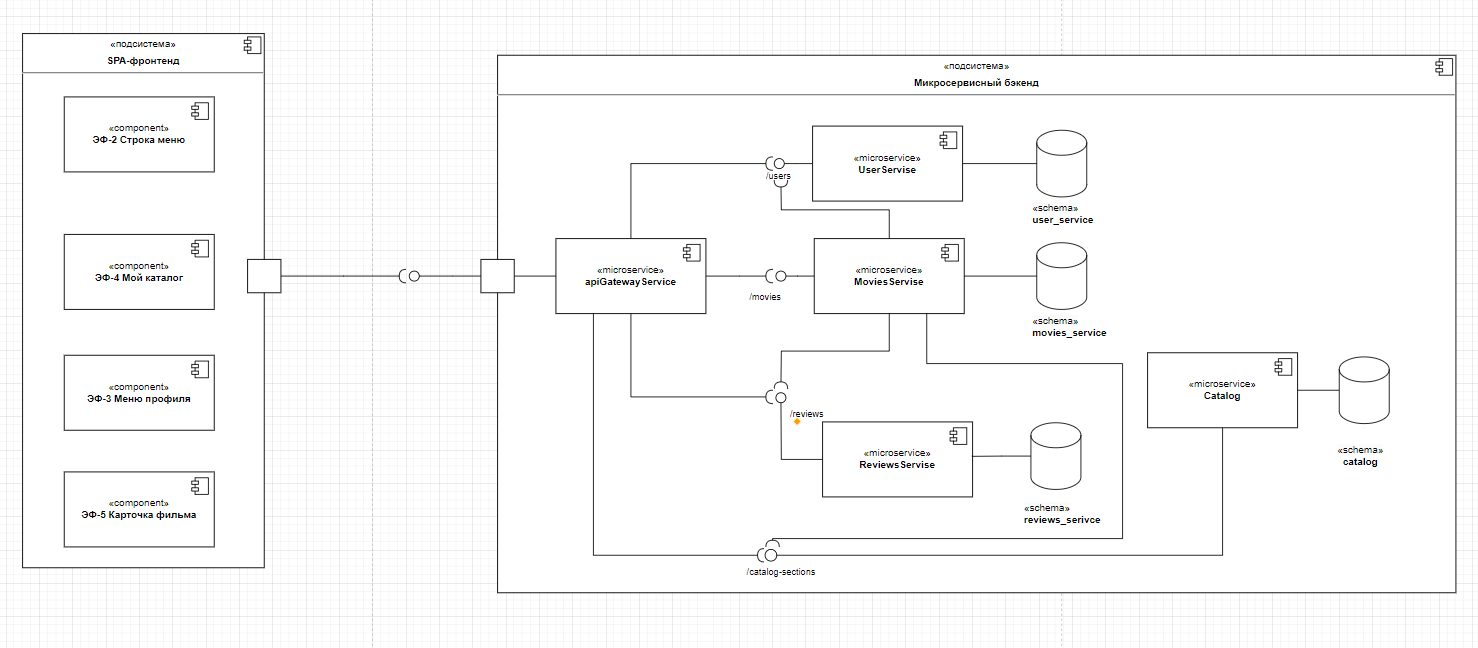 «подсистема»
SPA-фронтенд
«component»
ЭФ-2 Строка меню
«component»
ЭФ-4 Мой каталог
«component»
ЭФ-3 Меню профиля
«component»
ЭФ-5 Карточка фильма
«подсистема»
Микросервисный бэкенд
«microservice»
UserServise
/users
«schema»
user_service
«microservice»
apiGatewayService
/movies
«microservice»
MoviesServise
«schema»
movies_service
«microservice»
Catalog
«schema»
catalog
/reviews
«microservice»
ReviewsServise
«schema»
reviews_serivce
/catalog-sections